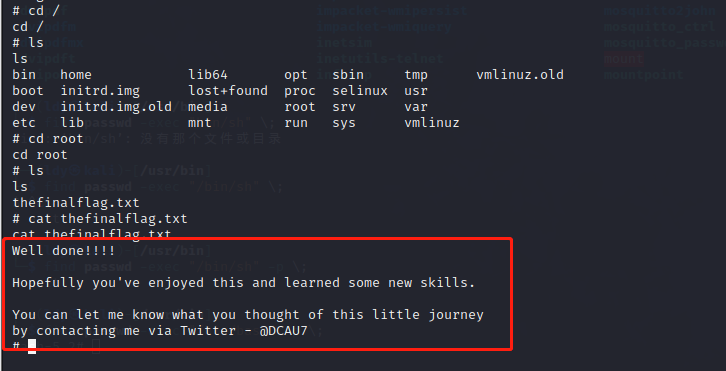 # cd /
cd /
# ls
ls
bin home lib64 opt sbin tmp vmlinuz.old
boot initrd.img lost+found proc selinux usr
dev initrd.img.old media root srv var
etc lib mnt run sys vmlinuz
# cd root
cd root
# ls
ls
thefinalflag.txt
# cat thefinalflag.txt
cat thefinalflag.txt
Well done!!!!
Hopefully you've enjoyed this and learned some new skills.
You can let me know what you thought of this little journey
by contacting me via Twitter - @DCAU7
#